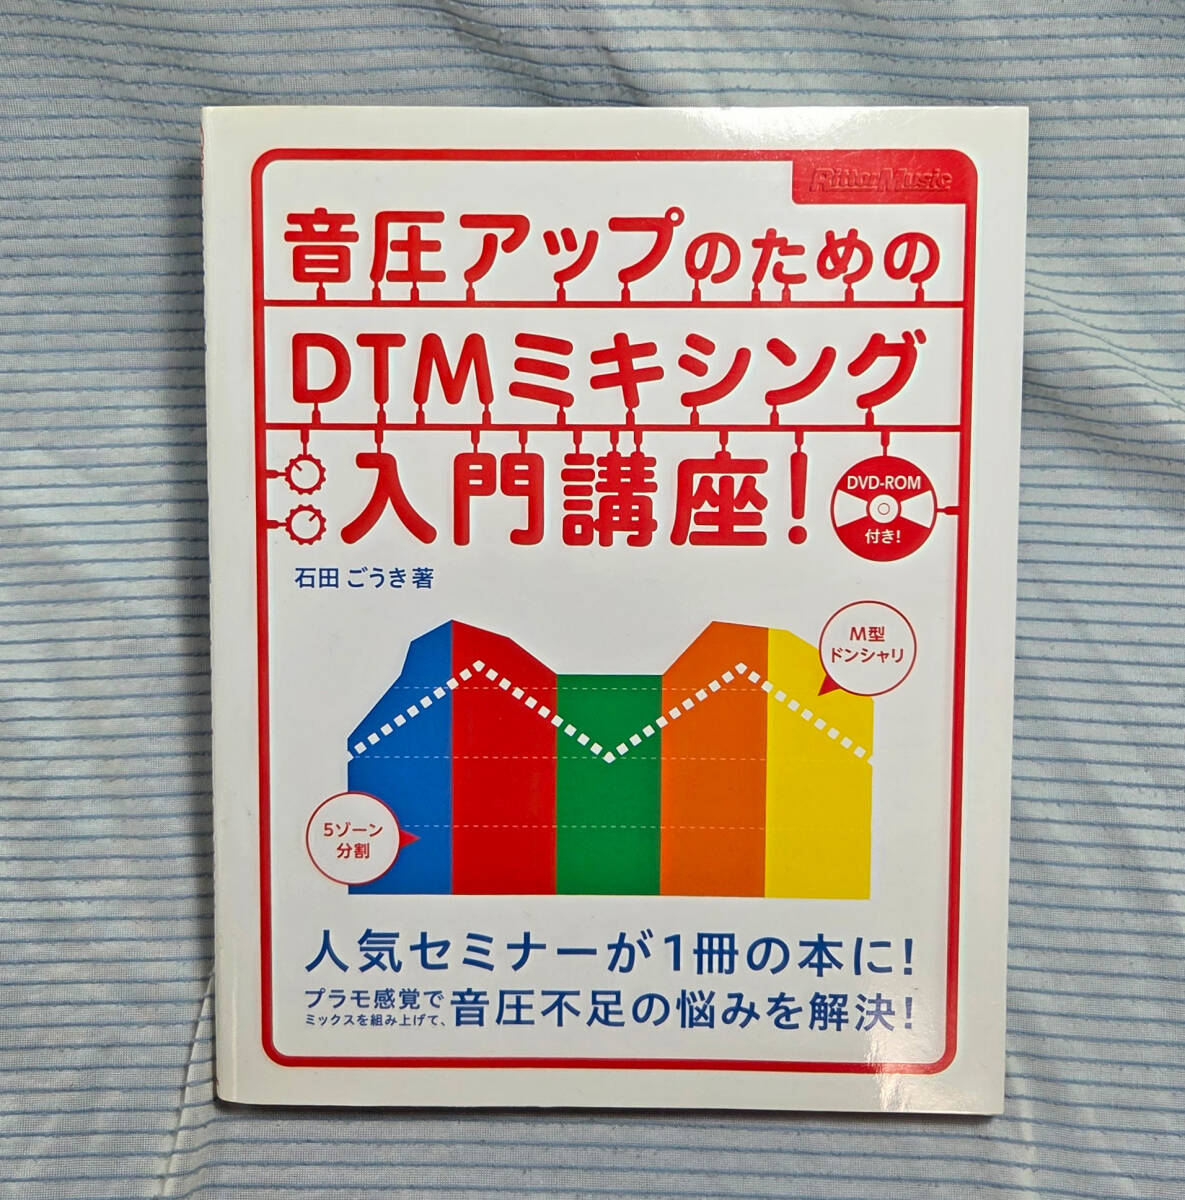 Rittor Music
音圧アップのための
DTMミキシング
入門講座!
DVD-ROM
付き!
石田 ごうき 著
M型
ドンシャリ
5ゾーン
分割
人気セミナーが1冊の本に!
プラモ感覚で
ミックスを組み上げて、
音圧不足の悩みを解決!